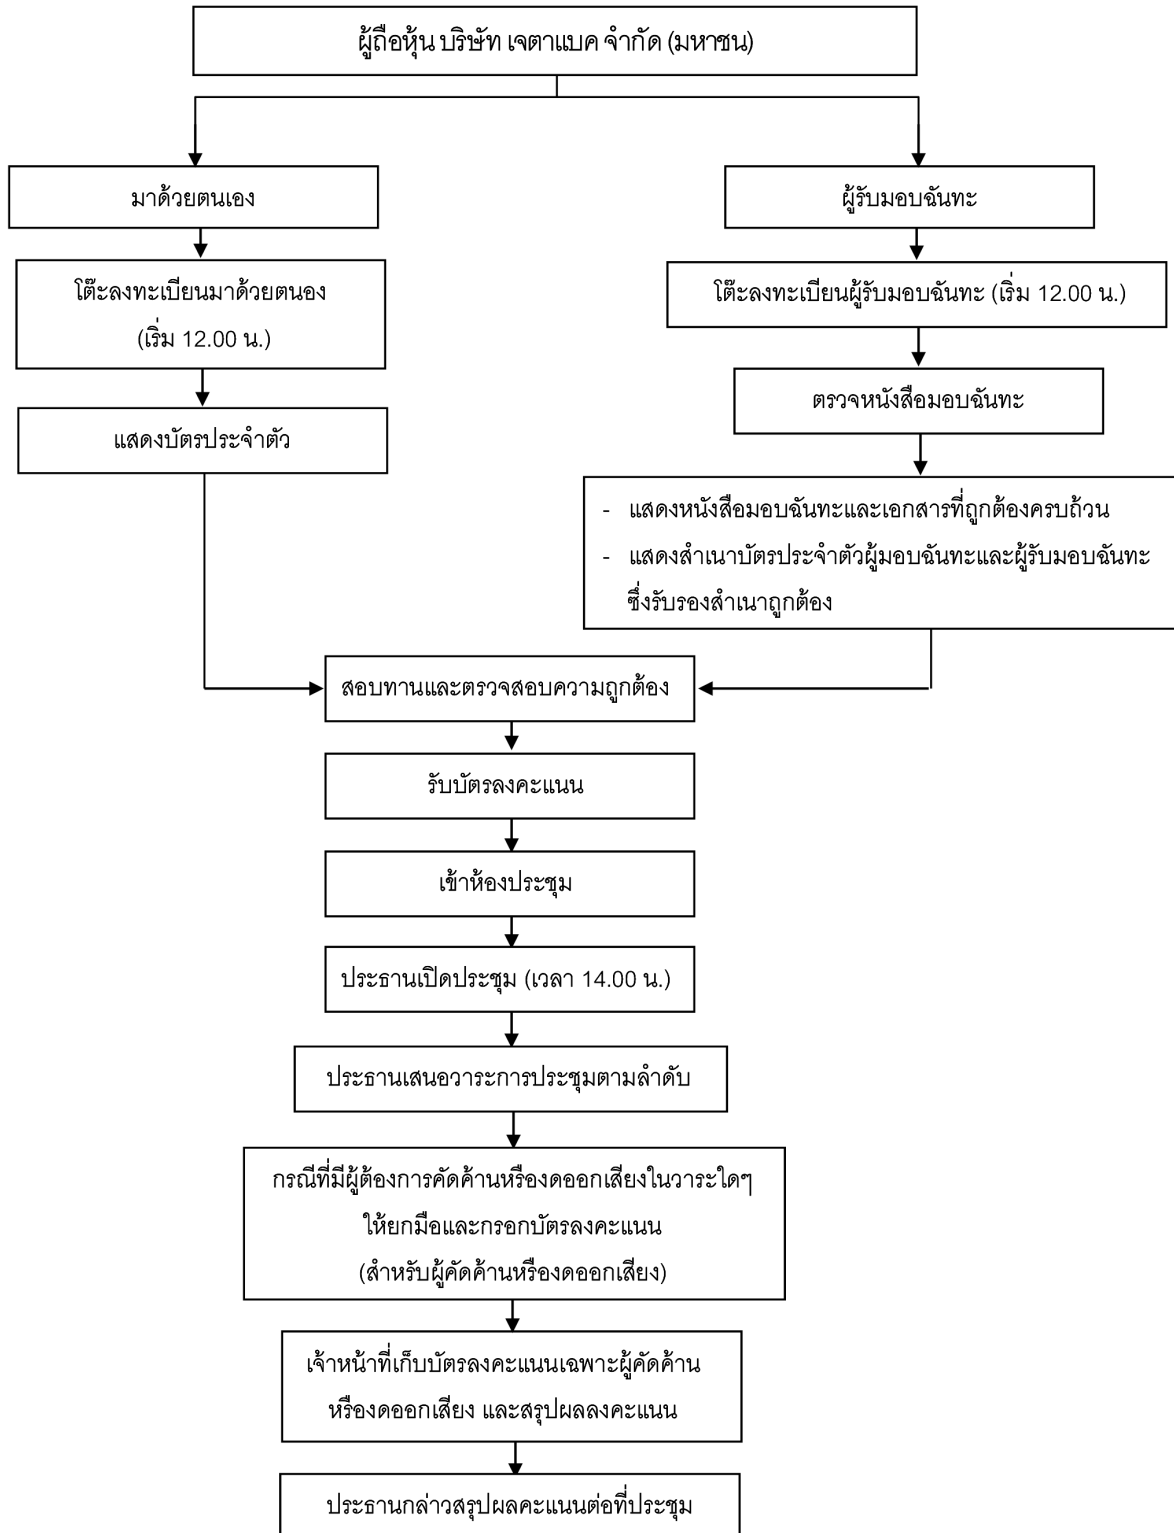 ผู้ถือหุ้น บริษัท เจตาแบค จำกัด (มหาชน)
มาด้วยตนเอง
ผู้รับมอบฉันทะ
โต๊ะลงทะเบียนมาด้วยตนอง
(เริ่ม 12.00 น.)
โต๊ะลงทะเบียนผู้รับมอบฉันทะ (เริ่ม 12.00 น.)
แสดงบัตรประจำตัว
ตรวจหนังสือมอบฉันทะ
- แสดงหนังสือมอบฉันทะและเอกสารที่ถูกต้องครบถ้วน
- แสดงสำเนาบัตรประจำตัวผู้มอบฉันทะและผู้รับมอบฉันทะ
ซึ่งรับรองสำเนาถูกต้อง
สอบทานและตรวจสอบความถูกต้อง
รับบัตรลงคะแนน
เข้าห้องประชุม
ประธานเปิดประชุม (เวลา 14.00 น.)
ประธานเสนอวาระการประชุมตามลำดับ
กรณีที่มีผู้ต้องการคัดค้านหรืองดออกเสียงในวาระใดๆ
ให้ยกมือและกรอกบัตรลงคะแนน
(สำหรับผู้คัดค้านหรืองดออกเสียง)
เจ้าหน้าที่เก็บบัตรลงคะแนนเฉพาะผู้คัดค้าน
หรืองดออกเสียง และสรุปผลลงคะแนน
ประธานกล่าวสรุปผลคะแนนต่อที่ประชุม